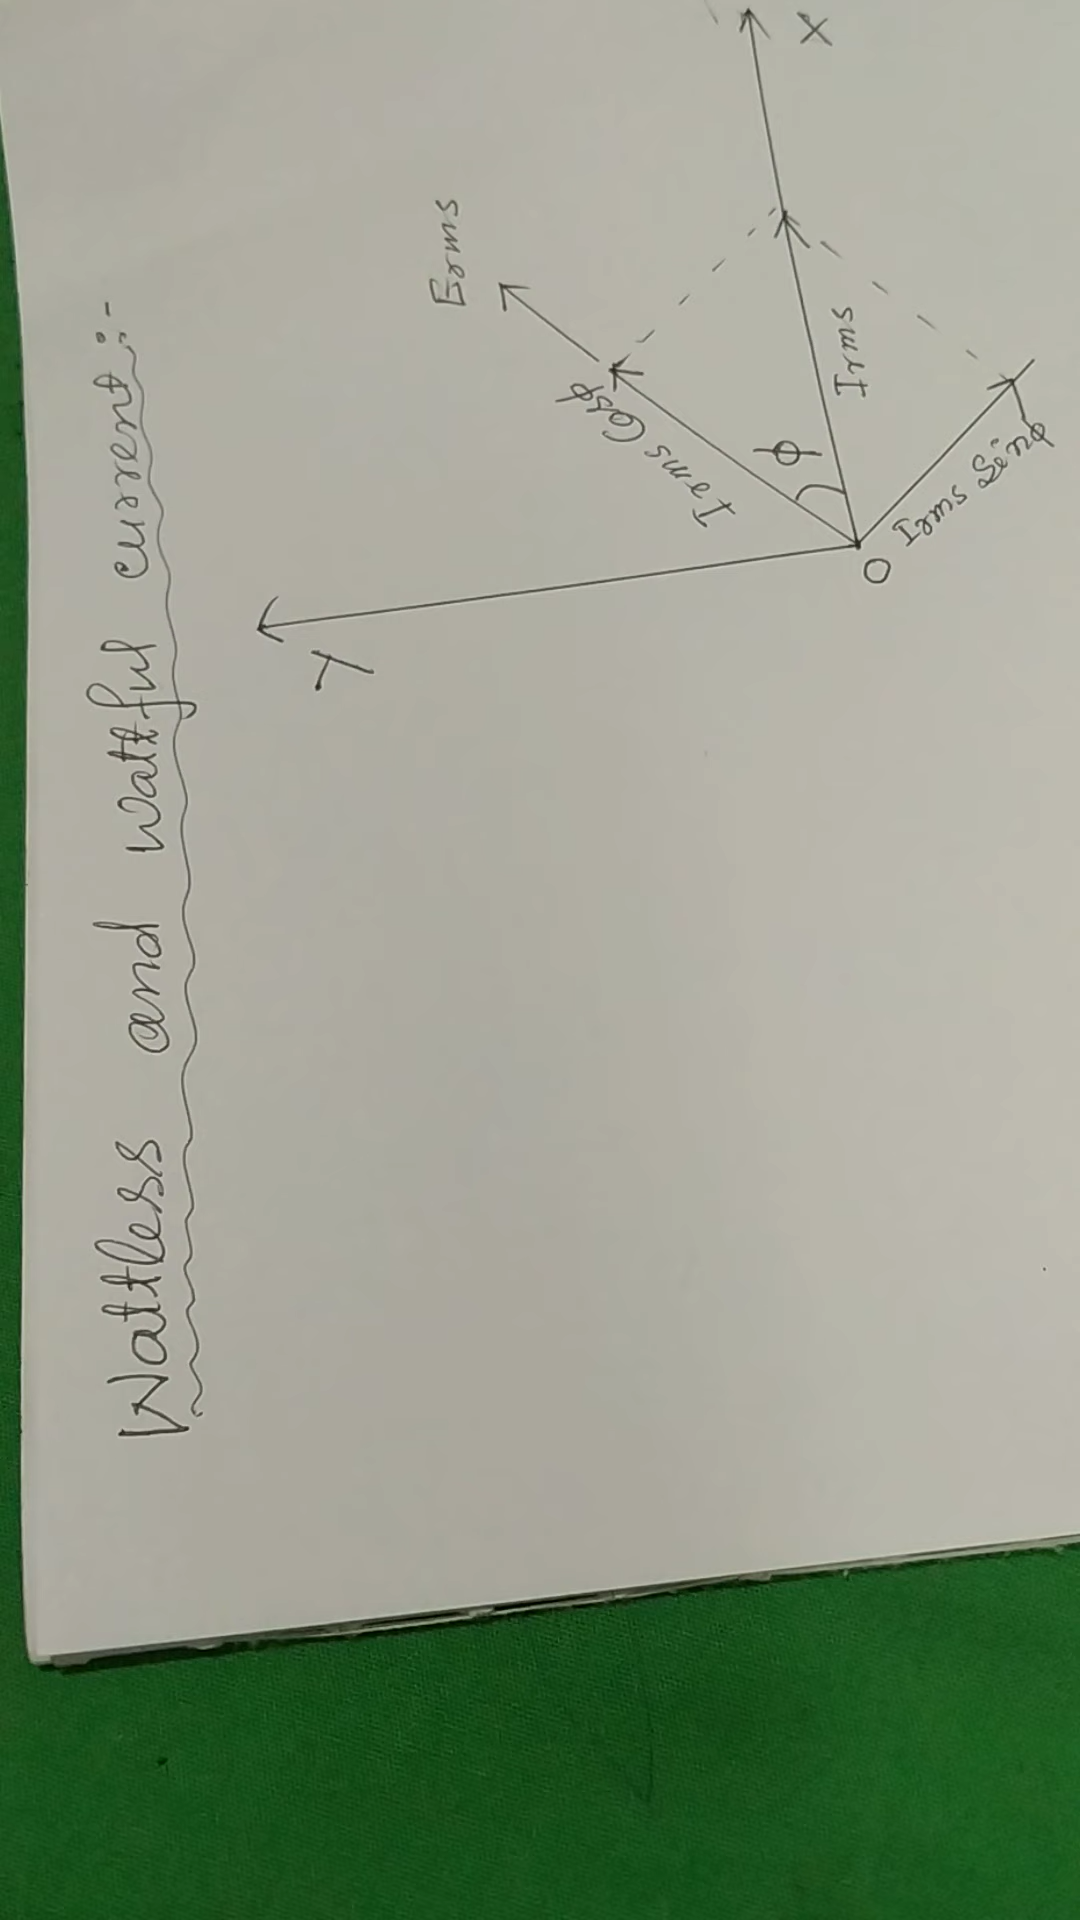 Wattless and wattful current :-
Y
Erms
Irms Cosφ
φ
Irms
X
O
Irms Sinφ